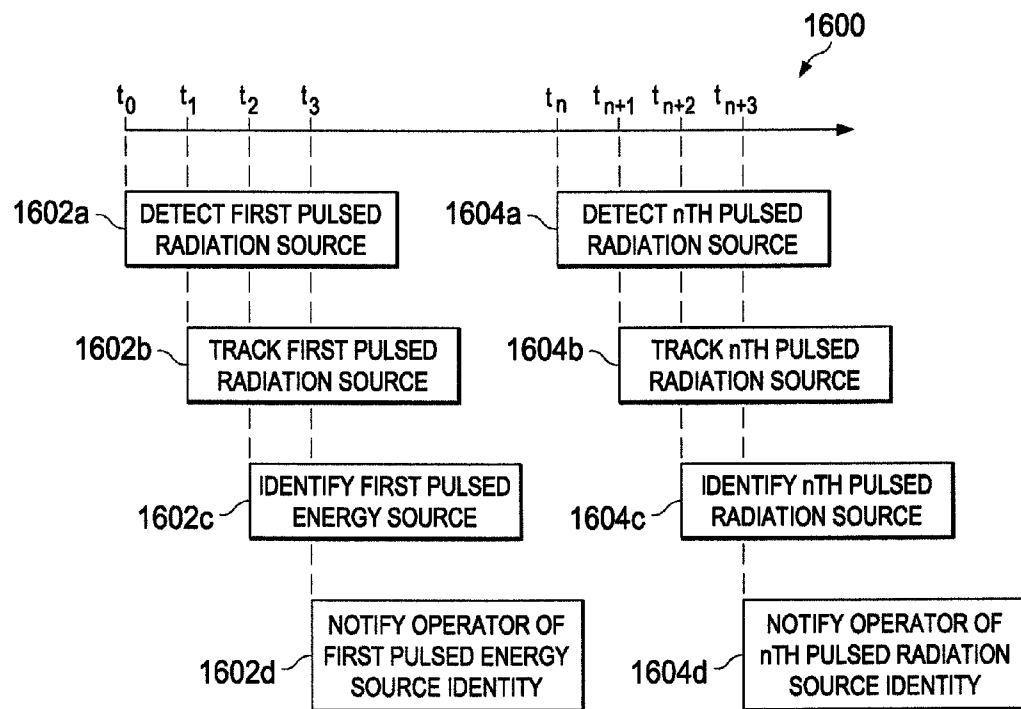 1600
t0 t1 t2 t3 tn tn+1 tn+2 tn+3
1602a
DETECT FIRST PULSED
RADIATION SOURCE
1604a
DETECT nTH PULSED
RADIATION SOURCE
1602b
TRACK FIRST PULSED
RADIATION SOURCE
1604b
TRACK nTH PULSED
RADIATION SOURCE
1602c
IDENTIFY FIRST PULSED
ENERGY SOURCE
1604c
IDENTIFY nTH PULSED
RADIATION SOURCE
1602d
NOTIFY OPERATOR OF
FIRST PULSED ENERGY
SOURCE IDENTITY
1604d
NOTIFY OPERATOR OF
nTH PULSED RADIATION
SOURCE IDENTITY